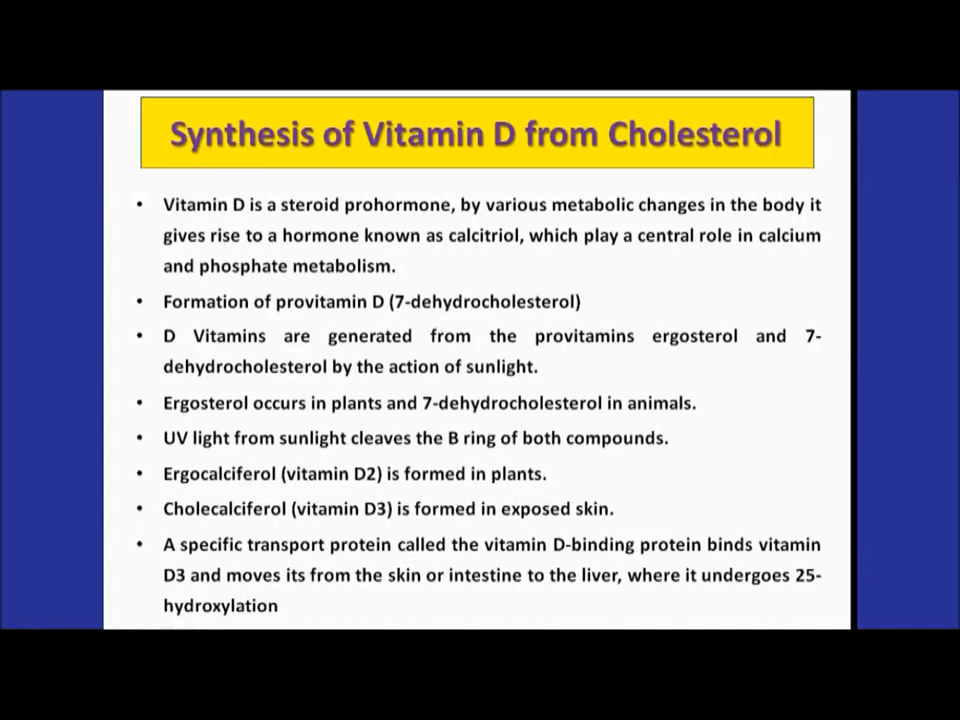 Synthesis of Vitamin D from Cholesterol
• Vitamin D is a steroid prohormone, by various metabolic changes in the body it
gives rise to a hormone known as calcitriol, which play a central role in calcium
and phosphate metabolism.
• Formation of provitamin D (7-dehydrocholesterol)
• D Vitamins are generated from the provitamins ergosterol and 7-
dehydrocholesterol by the action of sunlight.
• Ergosterol occurs in plants and 7-dehydrocholesterol in animals.
• UV light from sunlight cleaves the B ring of both compounds.
• Ergocalciferol (vitamin D2) is formed in plants.
• Cholecalciferol (vitamin D3) is formed in exposed skin.
• A specific transport protein called the vitamin D-binding protein binds vitamin
D3 and moves its from the skin or intestine to the liver, where it undergoes 25-
hydroxylation